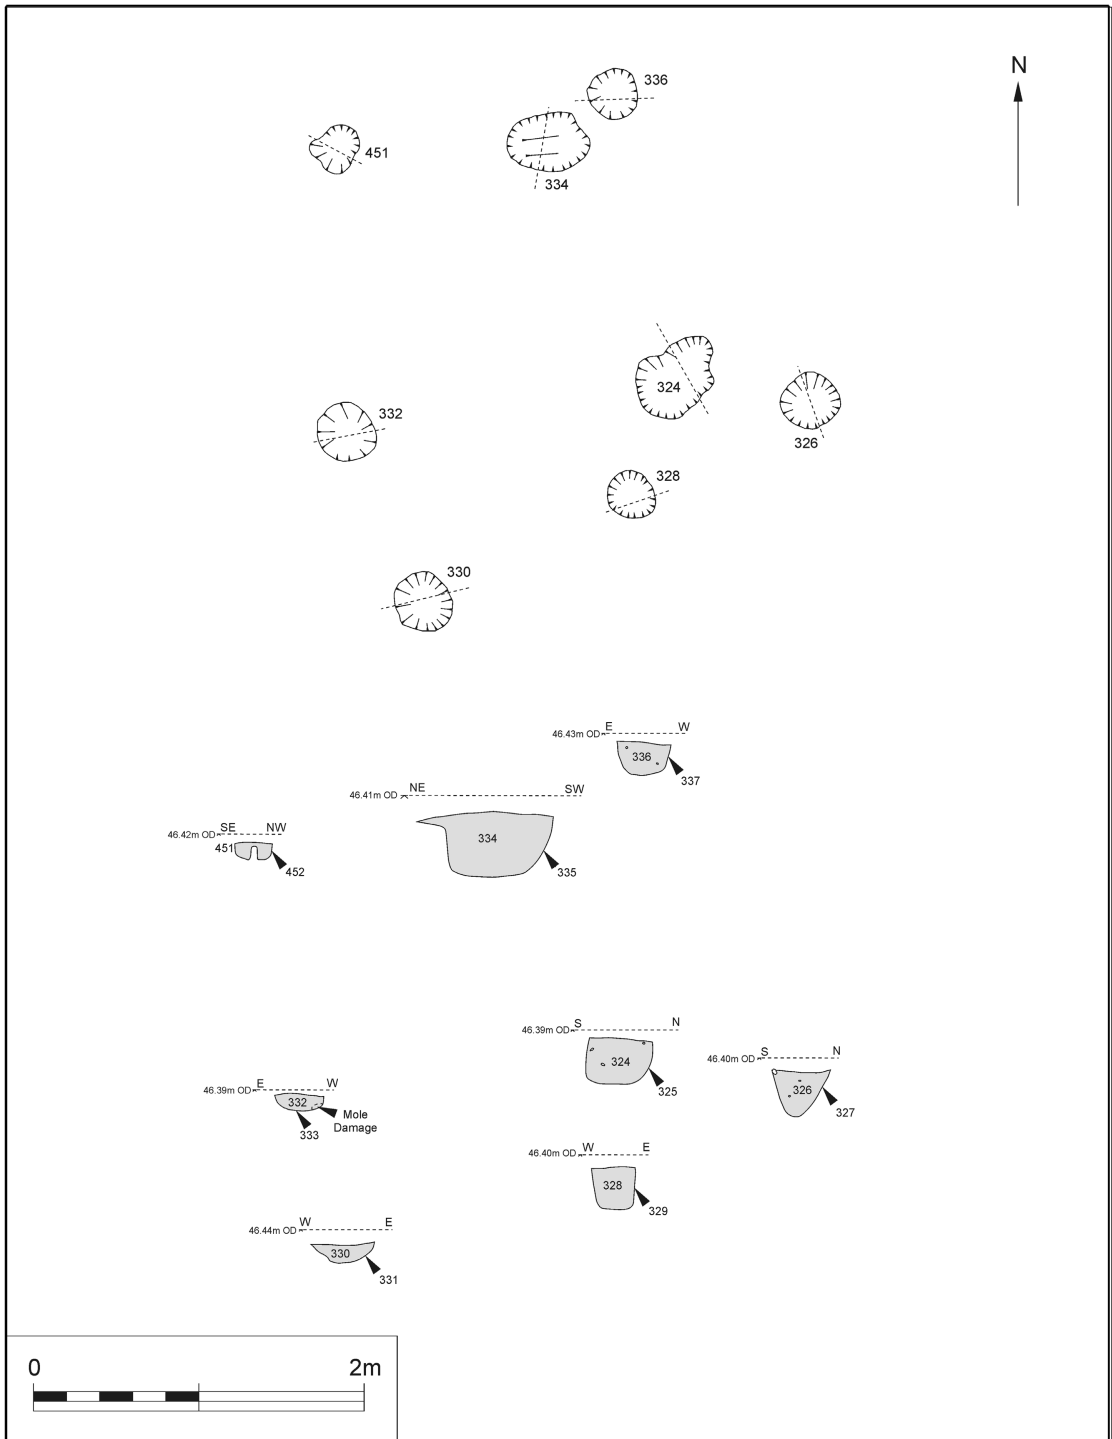 N
336
451
334
324
332
326
328
330
E W
46.43m OD
336
337
NE SW
46.41m OD
334
335
SE NW
46.42m OD
451
452
S N
46.39m OD
324
325
S N
46.40m OD
326
327
E W
46.39m OD
332
Mole
Damage
333
W E
46.40m OD
328
329
W E
46.44m OD
330
331
0 2m